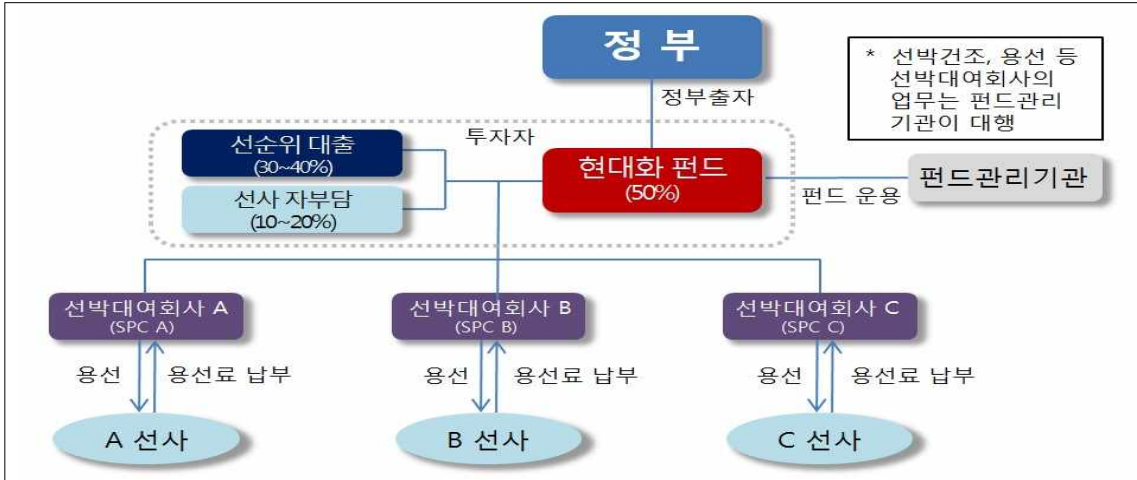 정 부
* 선박건조, 용선 등
선박대여회사의
업무는 펀드관리
기관이 대행
정부출자
투자자
선순위 대출
(30~40%)
현대화 펀드
(50%)
펀드관리기관
펀드 운용
선사 자부담
(10~20%)
선박대여회사 A
(SPC A)
선박대여회사 B
(SPC B)
선박대여회사 C
(SPC C)
용선
용선료 납부
용선
용선료 납부
용선
용선료 납부
A 선사
B 선사
C 선사